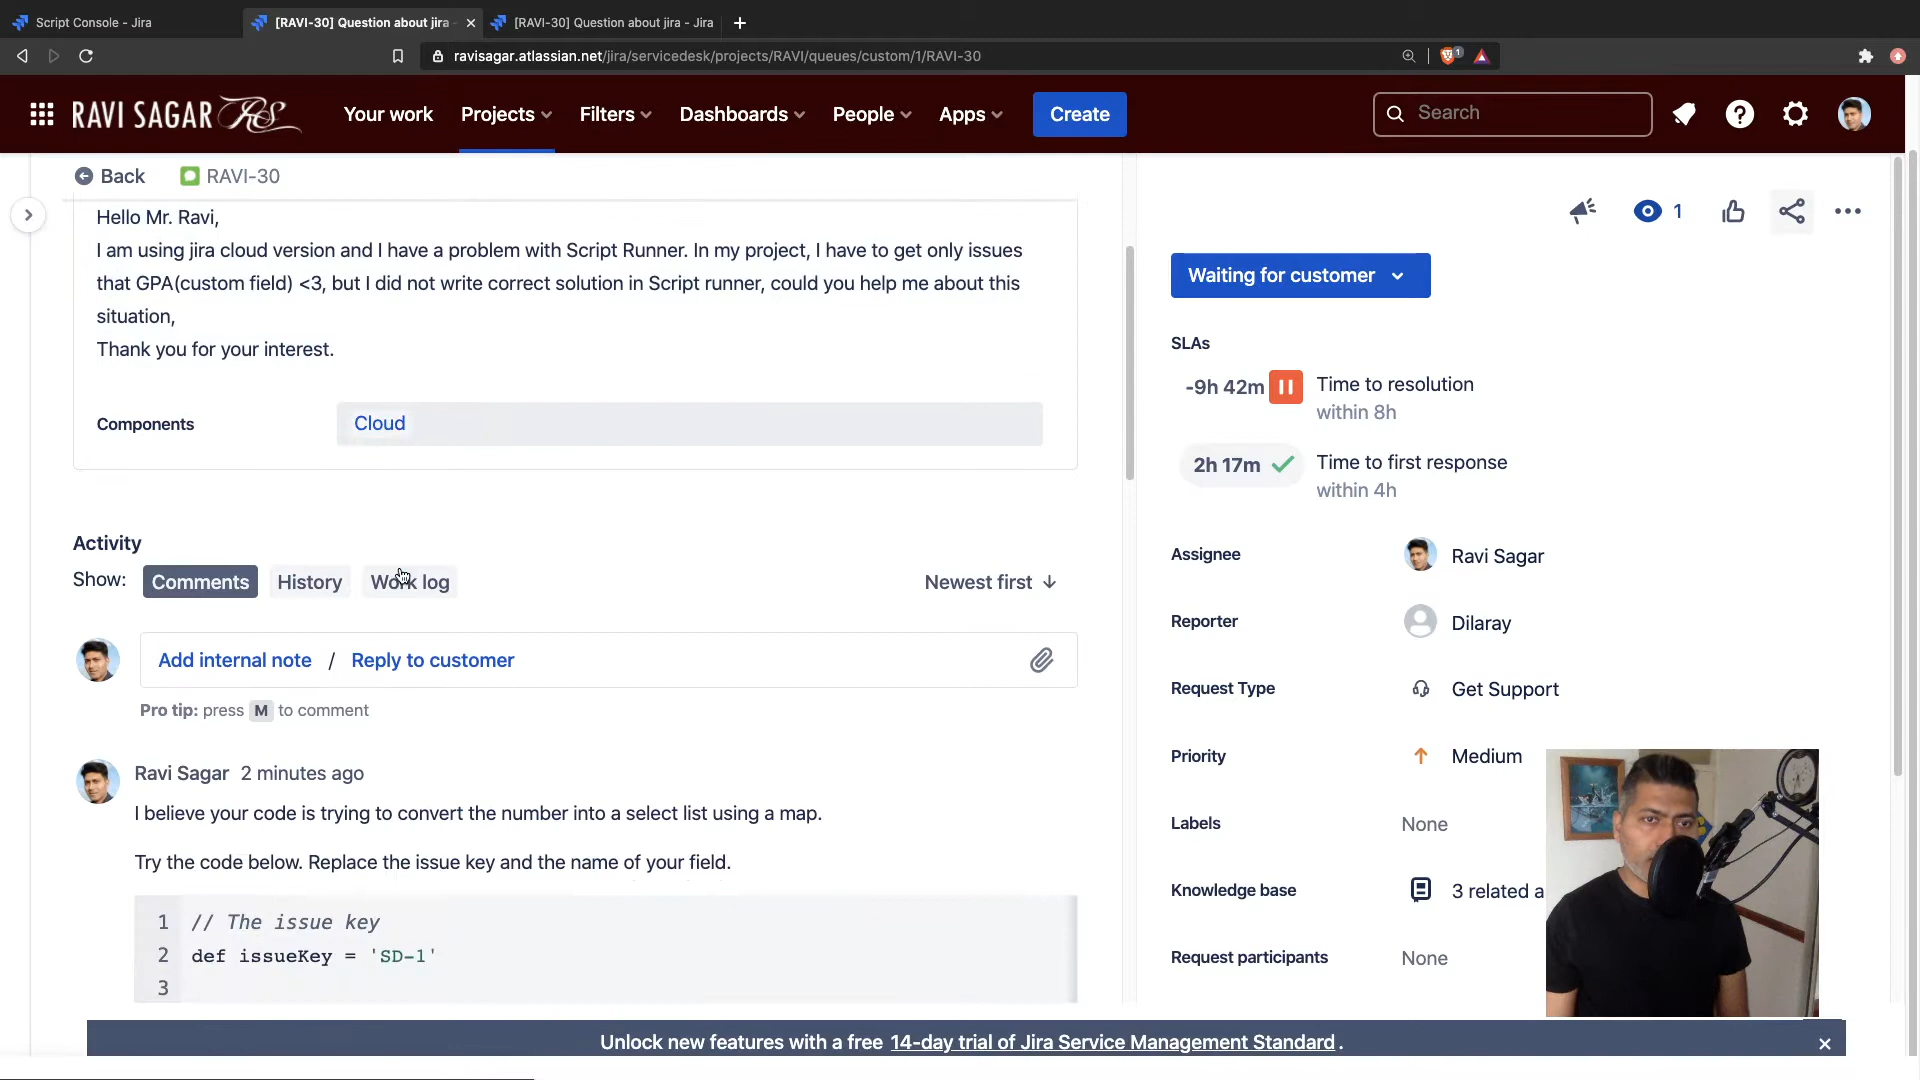 Script Console - Jira
[RAVI-30] Question about jira -
[RAVI-30] Question about jira - Jira
ravisagar.atlassian.net/jira/servicedesk/projects/RAVI/queues/custom/1/RAVI-30
1
RAVI SAGAR RS
Your work
Projects
Filters
Dashboards
People
Apps
Create
Search
Back
RAVI-30
Hello Mr. Ravi,
I am using jira cloud version and I have a problem with Script Runner. In my project, I have to get only issues
that GPA(custom field) <3, but I did not write correct solution in Script runner, could you help me about this
situation,
Thank you for your interest.
Components
Cloud
Activity
Show:
Comments
History
Work log
Newest first
Add internal note / Reply to customer
Pro tip: press M to comment
Ravi Sagar 2 minutes ago
I believe your code is trying to convert the number into a select list using a map.
Try the code below. Replace the issue key and the name of your field.
1 // The issue key
2 def issueKey = 'SD-1'
3
1
Waiting for customer
SLAs
-9h 42m
Time to resolution
within 8h
2h 17m
Time to first response
within 4h
Assignee
Ravi Sagar
Reporter
Dilaray
Request Type
Get Support
Priority
Medium
Labels
None
Knowledge base
3 related a
Request participants
None
Unlock new features with a free 14-day trial of Jira Service Management Standard.